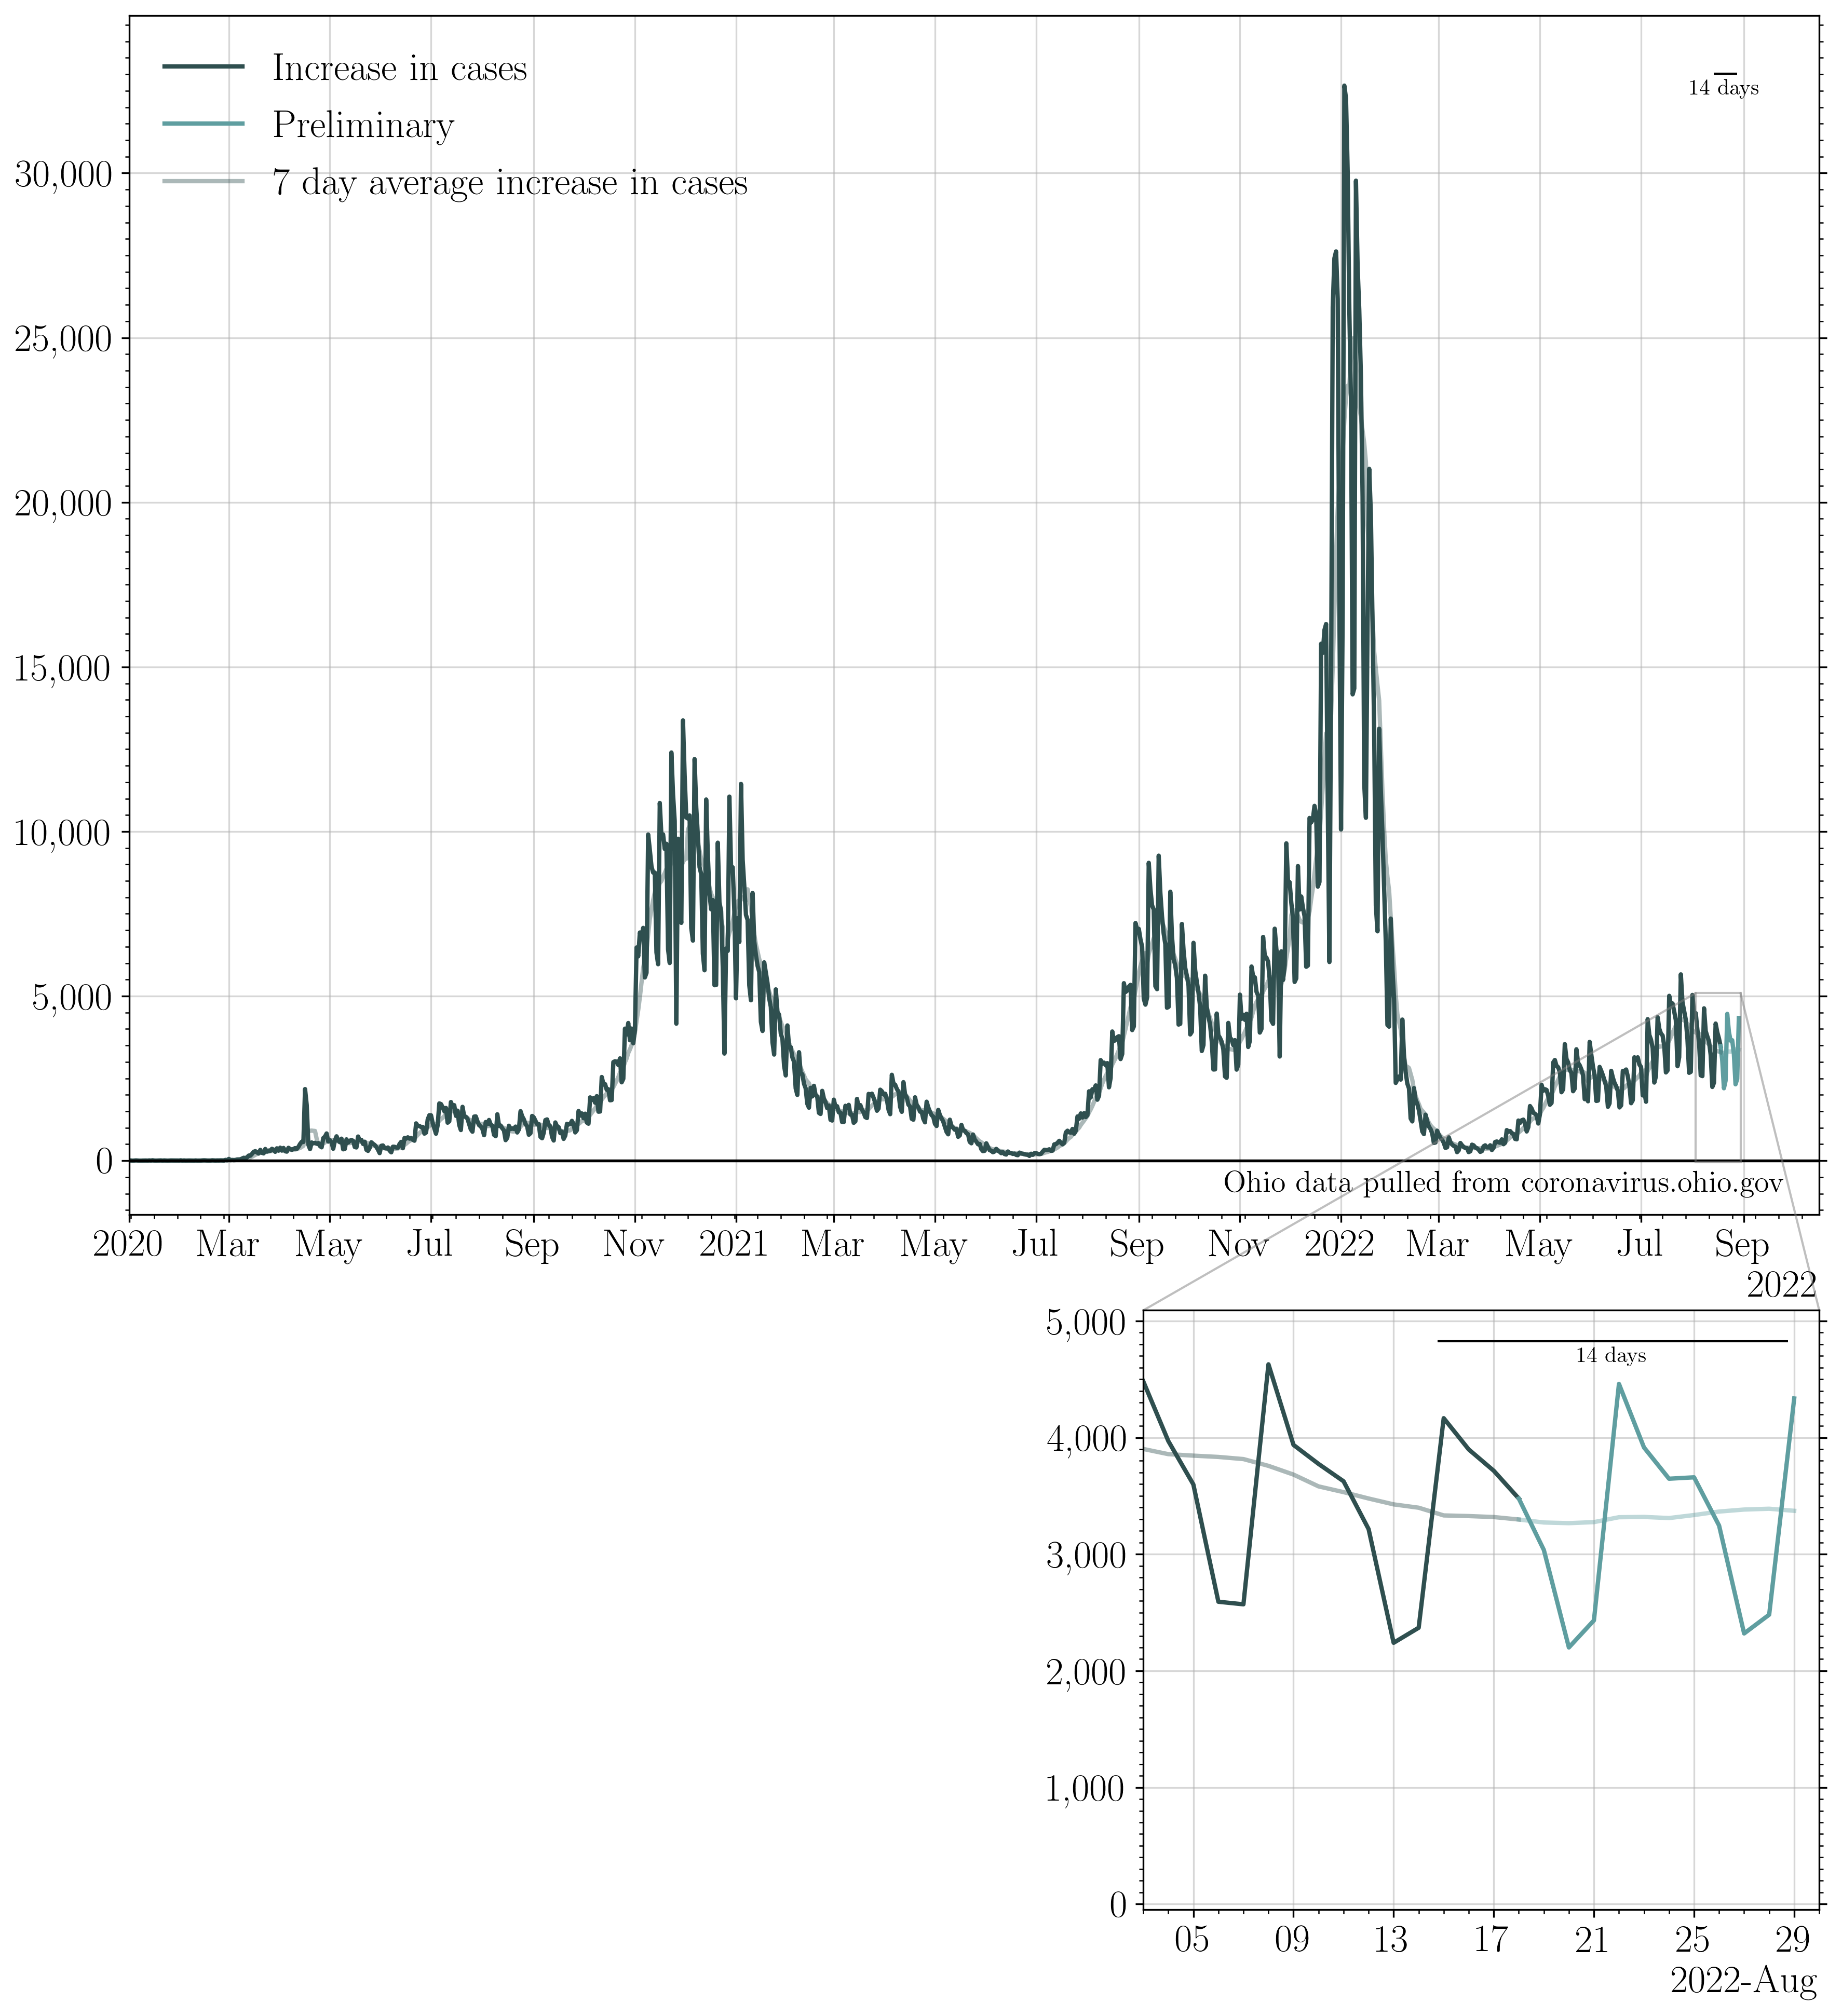 Increase in cases
Preliminary
7 day average increase in cases
14 days
30,000
25,000
20,000
15,000
10,000
5,000
0
Ohio data pulled from coronavirus.ohio.gov
2020 Mar May Jul Sep Nov 2021 Mar May Jul Sep Nov 2022 Mar May Jul Sep
2022
5,000
14 days
4,000
3,000
2,000
1,000
0
05 09 13 17 21 25 29
2022-Aug